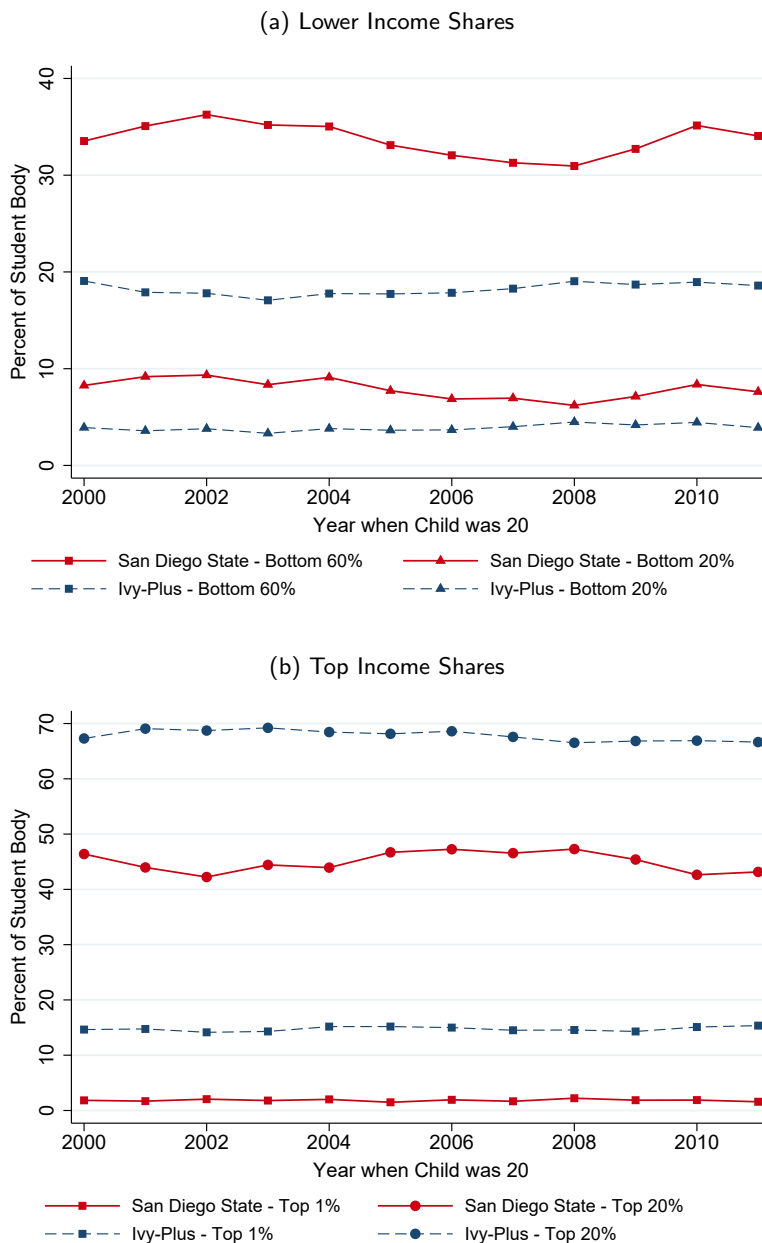 (a) Lower Income Shares
Percent of Student Body
40
30
20
10
0
2000 2002 2004 2006 2008 2010
Year when Child was 20
San Diego State - Bottom 60% San Diego State - Bottom 20%
Ivy-Plus - Bottom 60% Ivy-Plus - Bottom 20%
(b) Top Income Shares
Percent of Student Body
70
60
50
40
30
20
10
0
2000 2002 2004 2006 2008 2010
Year when Child was 20
San Diego State - Top 1% San Diego State - Top 20%
Ivy-Plus - Top 1% Ivy-Plus - Top 20%